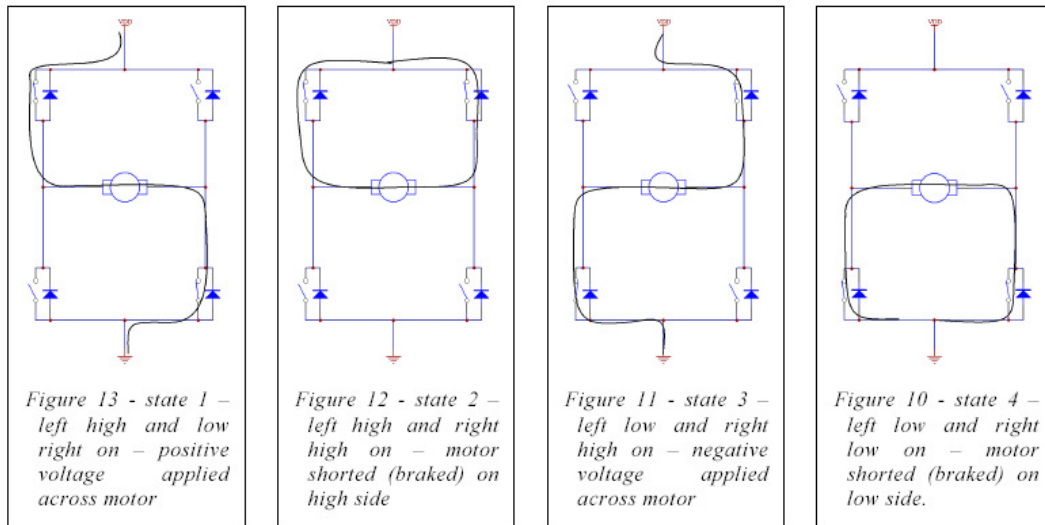 VDD
Figure 13 - state 1 –
left high and low
right on – positive
voltage applied
across motor
VDD
Figure 12 - state 2 –
left high and right
high on – motor
shorted (braked) on
high side
VDD
Figure 11 - state 3 –
left low and right
high on – negative
voltage applied
across motor
VDD
Figure 10 - state 4 –
left low and right
low on – motor
shorted (braked) on
low side.